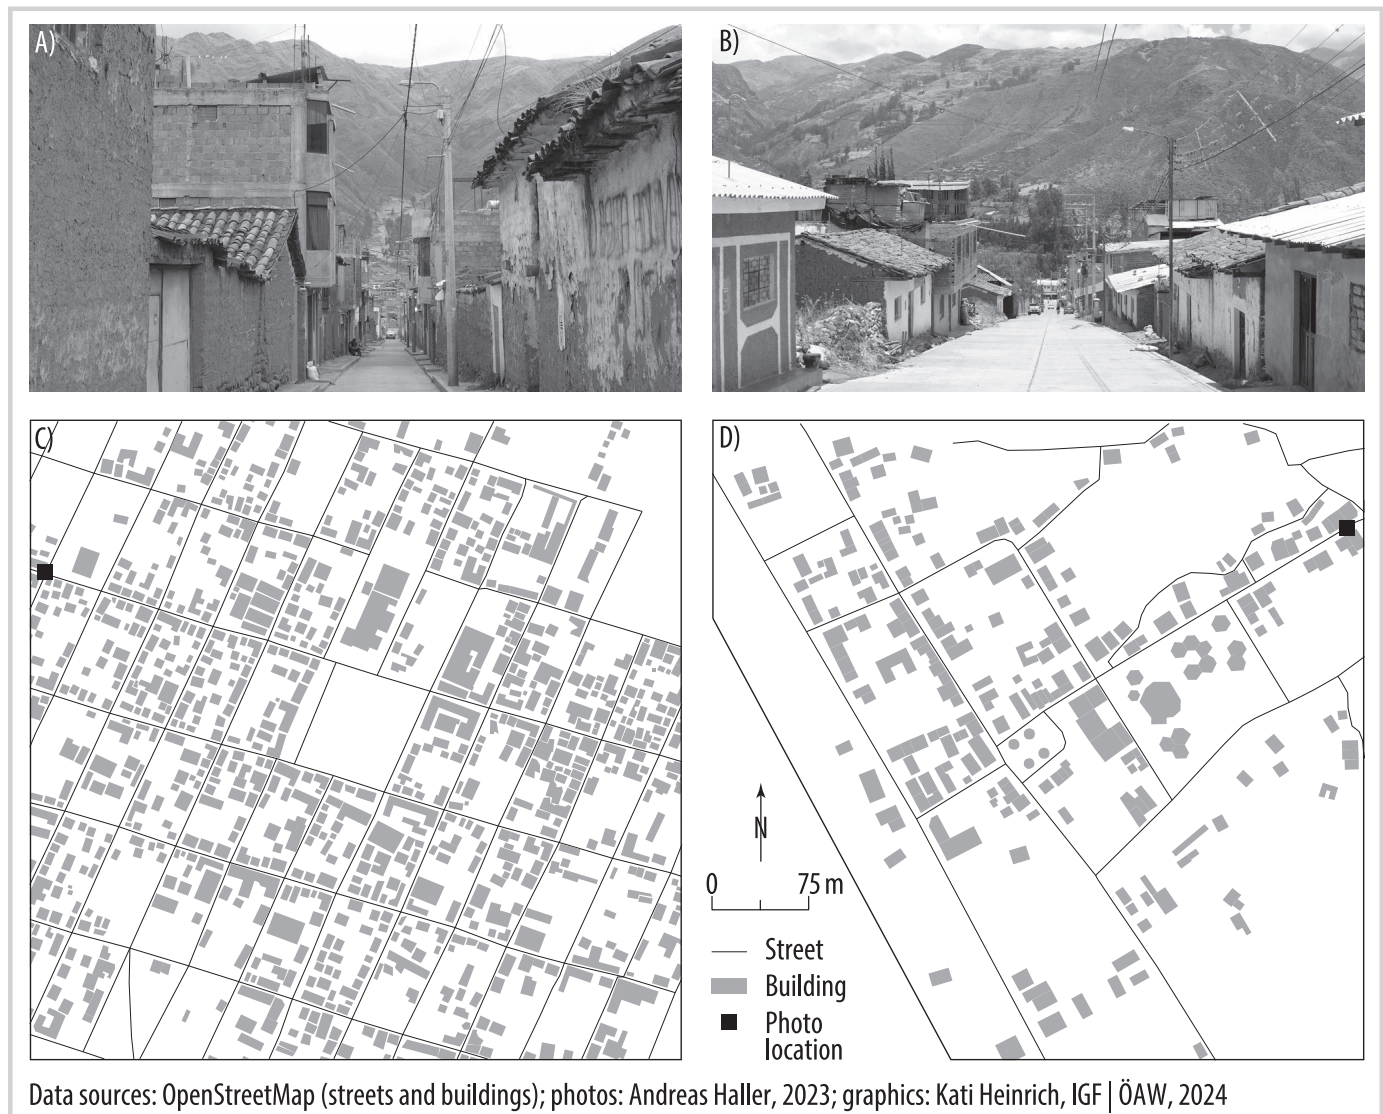 A)
B)
C)
D)
N
0 75 m
Street
Building
Photo
location
Data sources: OpenStreetMap (streets and buildings); photos: Andreas Haller, 2023; graphics: Kati Heinrich, IGF | ÖAW, 2024